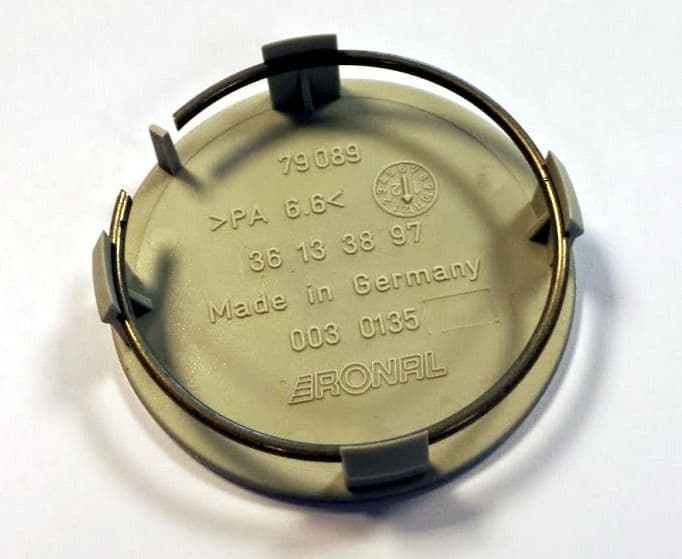 79089
>PA 6.6<
36 13 38 97
Made in Germany
003 0135
RONAL